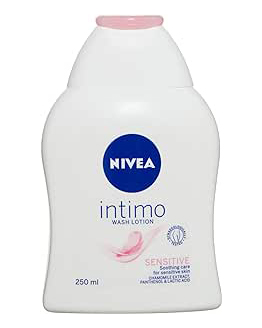 NIVEA
intimo
WASH LOTION
SENSITIVE
Soothing care
for sensitive skin
CHAMOMILE EXTRACT,
PANTHENOL & LACTIC ACID
250 ml